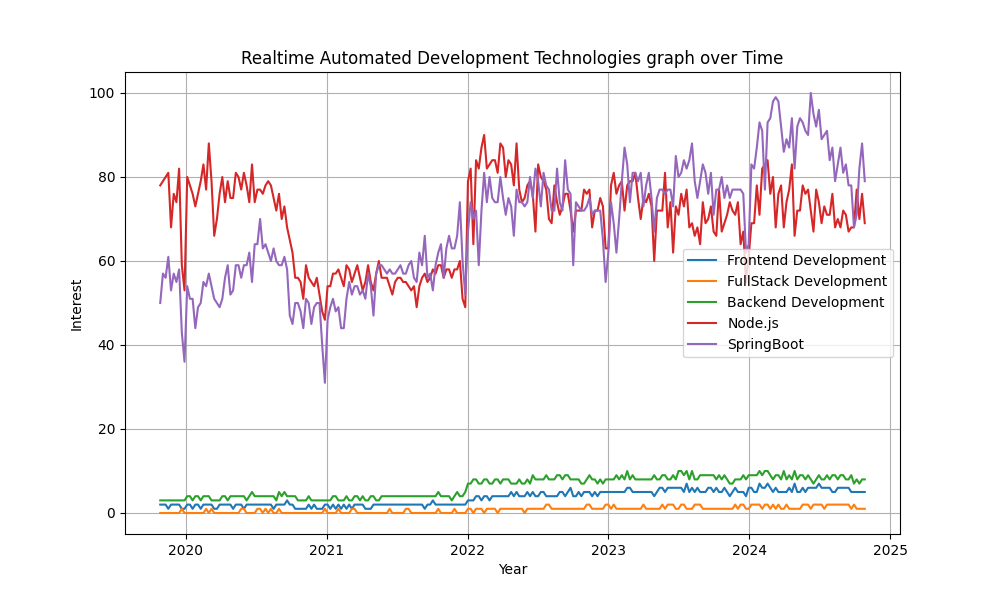 Realtime Automated Development Technologies graph over Time
Interest
100
80
60
40
20
0
Frontend Development
FullStack Development
Backend Development
Node.js
SpringBoot
2020 2021 2022 2023 2024 2025
Year